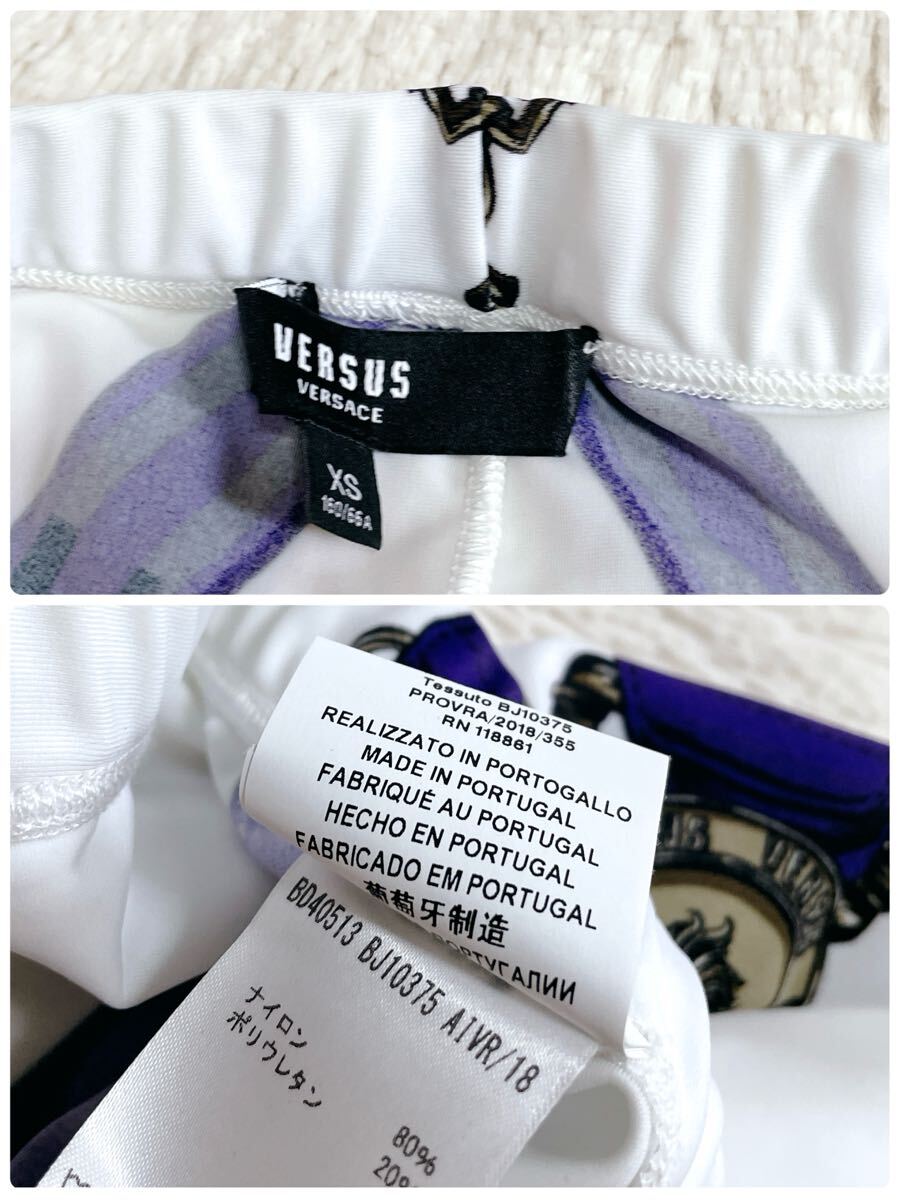 VERSUS
VERSACE
XS
160/66A
Tessuto BJ10375
PROVRA/2018/355
RN 118861
REALIZZATO IN PORTOGALLO
MADE IN PORTUGAL
FABRIQUÉ AU PORTUGAL
HECHO EN PORTUGAL
FABRICADO EM PORTUGAL
葡萄牙制造
BD40513 BJ10375 AIVR/18
ナイロン
ポリウレタン
80%
20%